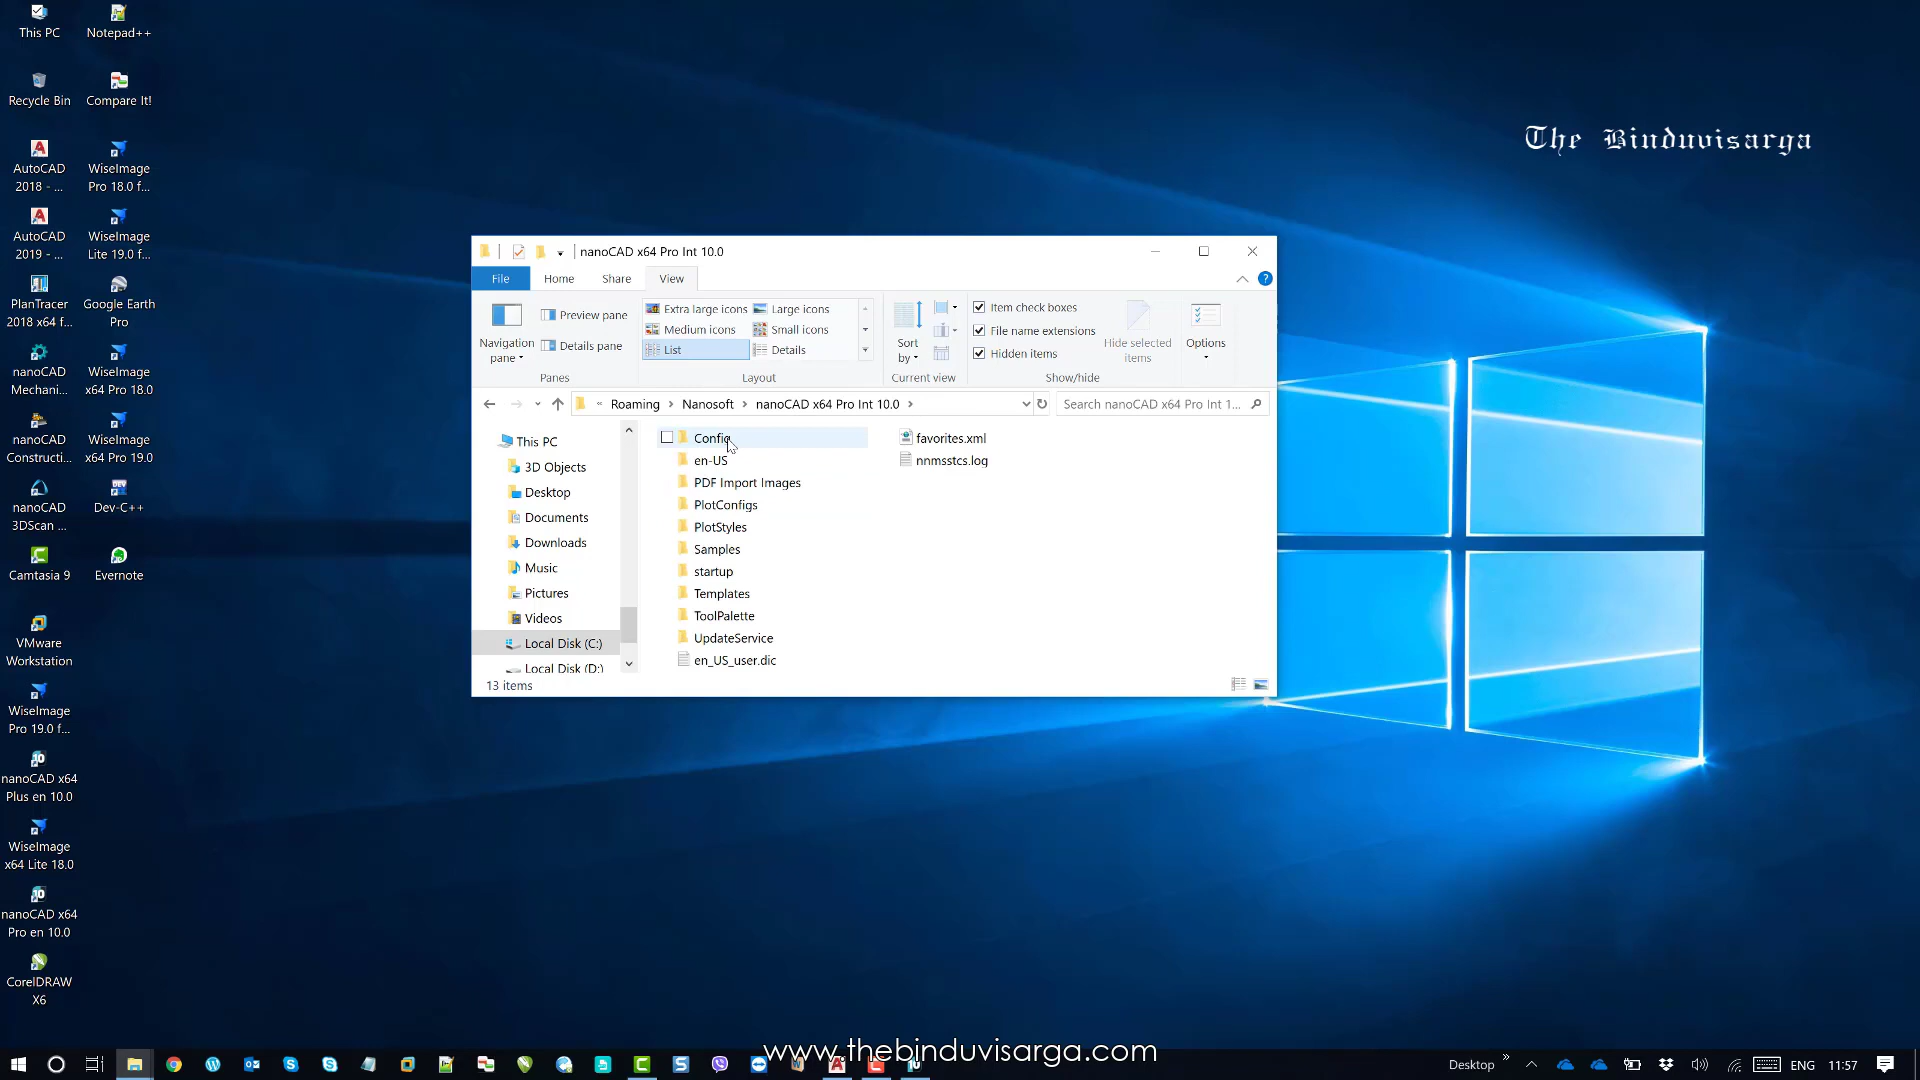 This PC
Notepad++
Recycle Bin
Compare It!
AutoCAD
2018 - ...
WiseImage
Pro 18.0 f...
AutoCAD
2019 - ...
WiseImage
Lite 19.0 f...
PlanTracer
2018 x64 f...
Google Earth
Pro
nanoCAD
Mechani...
WiseImage
x64 Pro 18.0
nanoCAD
Constructi...
WiseImage
x64 Pro 19.0
nanoCAD
3DScan ...
Dev-C++
Camtasia 9
Evernote
VMware
Workstation
WiseImage
Pro 19.0 f...
nanoCAD x64
Plus en 10.0
WiseImage
x64 Lite 18.0
nanoCAD x64
Pro en 10.0
CorelDRAW
X6
The Binduvisarga
nanoCAD x64 Pro Int 10.0
File Home Share View
Navigation
pane
Preview pane
Details pane
Panes
Extra large icons Large icons
Medium icons Small icons
List Details
Layout
Sort
by
Current view
Item check boxes
File name extensions
Hidden items
Hide selected
items
Show/hide
Options
« Roaming > Nanosoft > nanoCAD x64 Pro Int 10.0 >
Search nanoCAD x64 Pro Int 1...
This PC
3D Objects
Desktop
Documents
Downloads
Music
Pictures
Videos
Local Disk (C:)
Local Disk (D:)
Config
en-US
PDF Import Images
PlotConfigs
PlotStyles
Samples
startup
Templates
ToolPalette
UpdateService
en_US_user.dic
favorites.xml
nnmsstcs.log
13 items
www.thebinduvisarga.com
Desktop » ENG 11:57